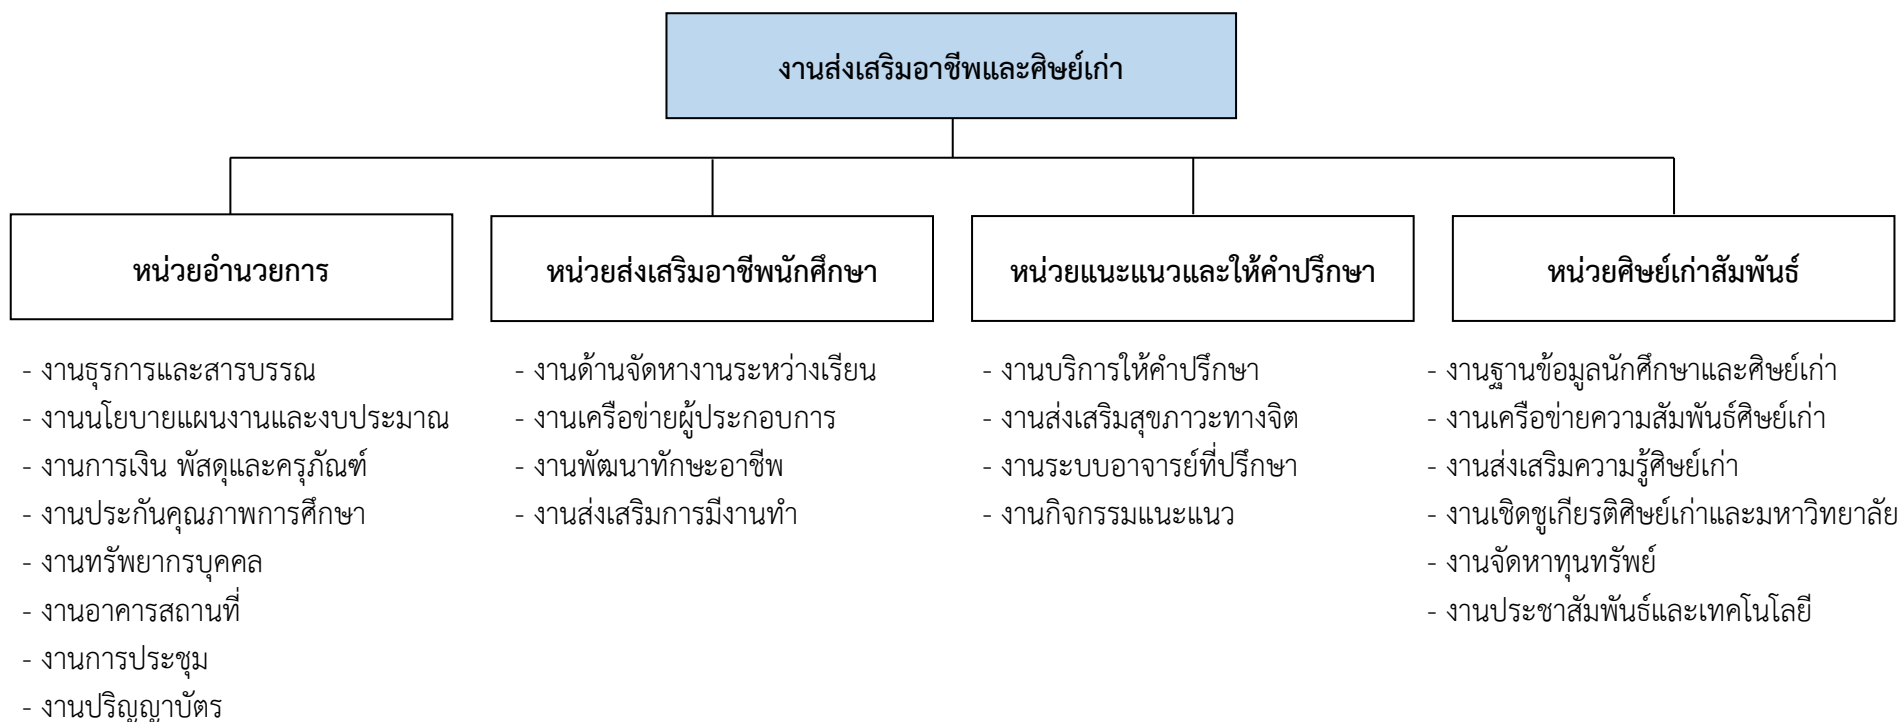 งานส่งเสริมอาชีพและศิษย์เก่า
หน่วยอำนวยการ
- งานธุรการและสารบรรณ
- งานนโยบายแผนงานและงบประมาณ
- งานการเงิน พัสดุและครุภัณฑ์
- งานประกันคุณภาพการศึกษา
- งานทรัพยากรบุคคล
- งานอาคารสถานที่
- งานการประชุม
- งานปริญญาบัตร
หน่วยส่งเสริมอาชีพนักศึกษา
- งานด้านจัดหางานระหว่างเรียน
- งานเครือข่ายผู้ประกอบการ
- งานพัฒนาทักษะอาชีพ
- งานส่งเสริมการมีงานทำ
หน่วยแนะแนวและให้คำปรึกษา
- งานบริการให้คำปรึกษา
- งานส่งเสริมสุขภาวะทางจิต
- งานระบบอาจารย์ที่ปรึกษา
- งานกิจกรรมแนะแนว
หน่วยศิษย์เก่าสัมพันธ์
- งานฐานข้อมูลนักศึกษาและศิษย์เก่า
- งานเครือข่ายความสัมพันธ์ศิษย์เก่า
- งานส่งเสริมความรู้ศิษย์เก่า
- งานเชิดชูเกียรติศิษย์เก่าและมหาวิทยาลัย
- งานจัดหาทุนทรัพย์
- งานประชาสัมพันธ์และเทคโนโลยี